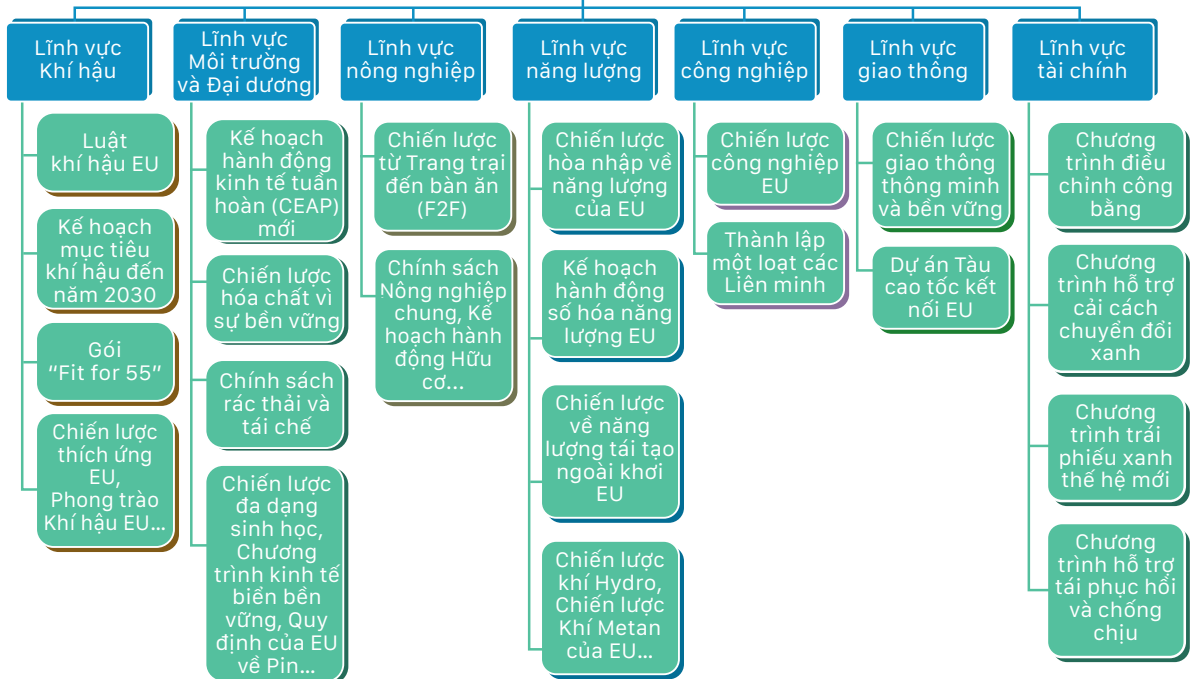 Lĩnh vực
Khí hậu
Luật
khí hậu EU
Kế hoạch
mục tiêu
khí hậu đến
năm 2030
Gói
“Fit for 55”
Chiến lược
thích ứng
EU,
Phong trào
Khí hậu EU...
Lĩnh vực
Môi trường
và Đại dương
Kế hoạch
hành động
kinh tế tuần
hoàn (CEAP)
mới
Chiến lược
hóa chất vì
sự bền vững
Chính sách
rác thải và
tái chế
Chiến lược
đa dạng
sinh học,
Chương
trình kinh tế
biển bền
vững, Quy
định của EU
về Pin...
Lĩnh vực
nông nghiệp
Chiến lược
từ Trang trại
đến bàn ăn
(F2F)
Chính sách
Nông nghiệp
chung, Kế
hoạch hành
động Hữu
cơ...
Lĩnh vực
năng lượng
Chiến lược
hòa nhập về
năng lượng
của EU
Kế hoạch
hành động
số hóa năng
lượng EU
Chiến lược
về năng
lượng tái tạo
ngoài khơi
EU
Chiến lược
khí Hydro,
Chiến lược
Khí Metan
của EU...
Lĩnh vực
công nghiệp
Chiến lược
công nghiệp
EU
Thành lập
một loạt các
Liên minh
Lĩnh vực
giao thông
Chiến lược
giao thông
thông minh
và bền vững
Dự án Tàu
cao tốc kết
nối EU
Lĩnh vực
tài chính
Chương
trình điều
chỉnh công
bằng
Chương
trình hỗ trợ
cải cách
chuyển đổi
xanh
Chương
trình trái
phiếu xanh
thế hệ mới
Chương
trình hỗ trợ
tái phục hồi
và chống
chịu